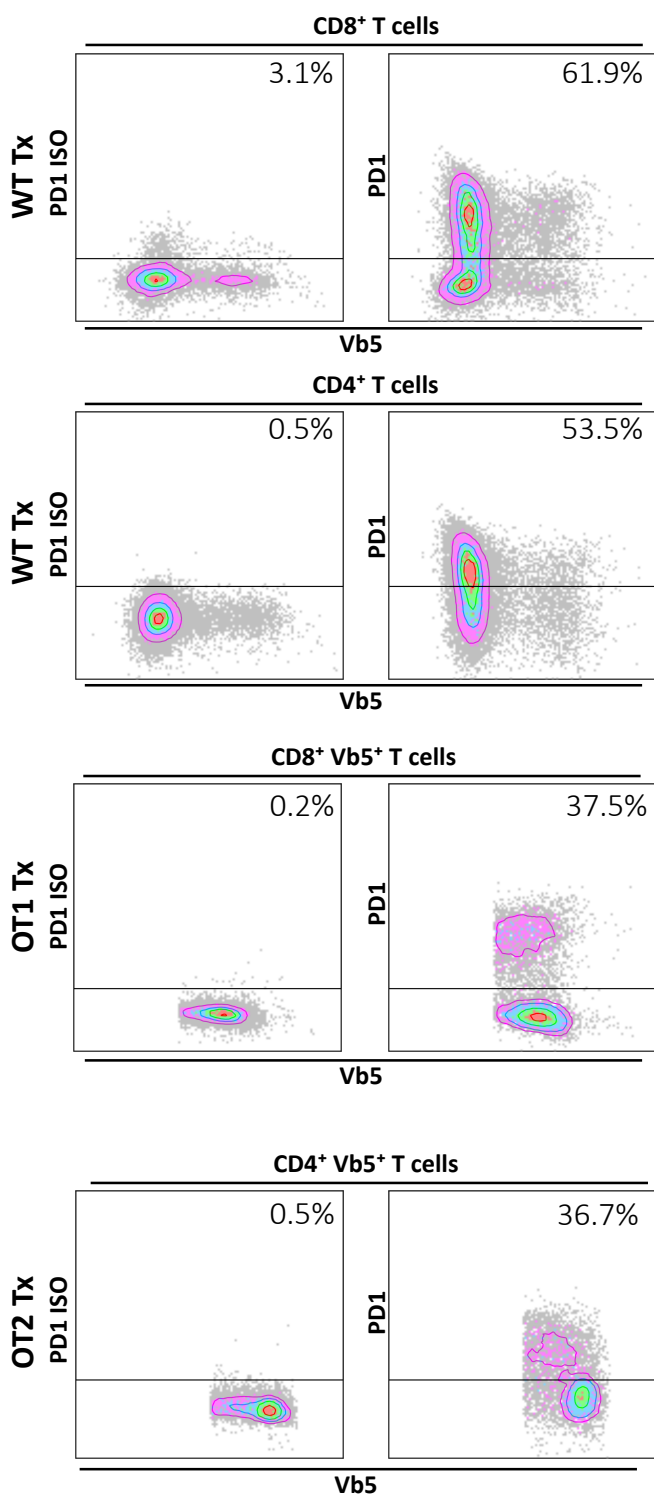 CD8⁺ T cells
WT Tx
PD1 ISO
3.1%
PD1
61.9%
Vb5
CD4⁺ T cells
WT Tx
PD1 ISO
0.5%
PD1
53.5%
Vb5
CD8⁺ Vb5⁺ T cells
OT1 Tx
PD1 ISO
0.2%
PD1
37.5%
Vb5
CD4⁺ Vb5⁺ T cells
OT2 Tx
PD1 ISO
0.5%
PD1
36.7%
Vb5